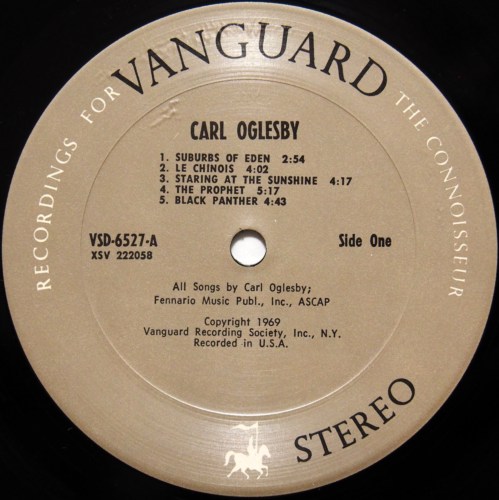 RECORDINGS FOR VANGUARD THE CONNOISSEUR
CARL OGLESBY
1. SUBURBS OF EDEN 2:54
2. LE CHINOIS 4:02
3. STARING AT THE SUNSHINE 4:17
4. THE PROPHET 5:17
5. BLACK PANTHER 4:43
VSD-6527-A Side One
XSV 222058
All Songs by Carl Oglesby;
Fennario Music Publ., Inc., ASCAP
Copyright 1969
Vanguard Recording Society, Inc., N.Y.
Recorded in U.S.A.
STEREO